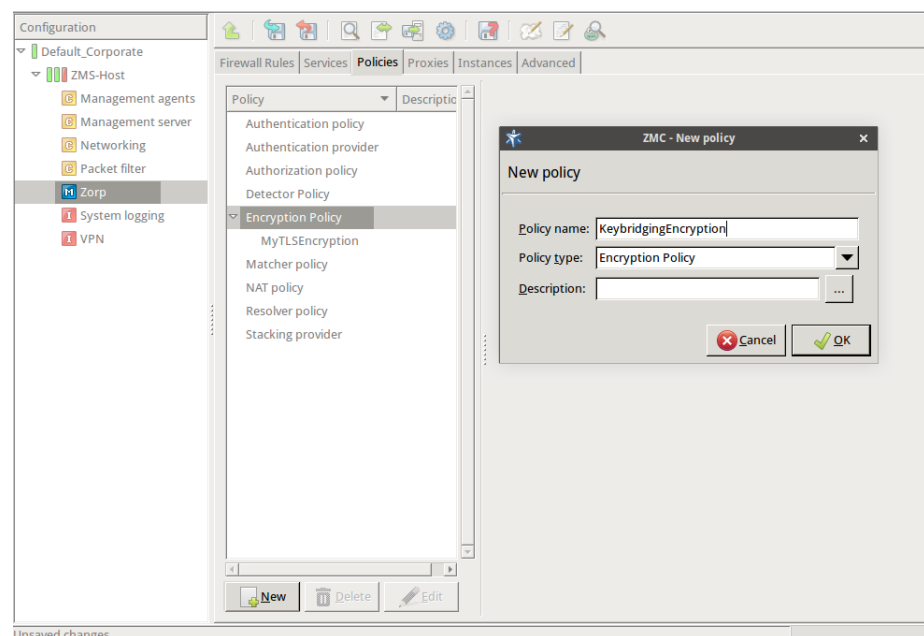 Configuration
Default_Corporate
ZMS-Host
Management agents
Management server
Networking
Packet filter
Zorp
System logging
VPN
Firewall Rules Services Policies Proxies Instances Advanced
Policy Descriptio
Authentication policy
Authentication provider
Authorization policy
Detector Policy
Encryption Policy
MyTLSEncryption
Matcher policy
NAT policy
Resolver policy
Stacking provider
New Delete Edit
ZMC - New policy
New policy
Policy name: KeybridgingEncryption
Policy type: Encryption Policy
Description: ...
Cancel OK
Unsaved changes